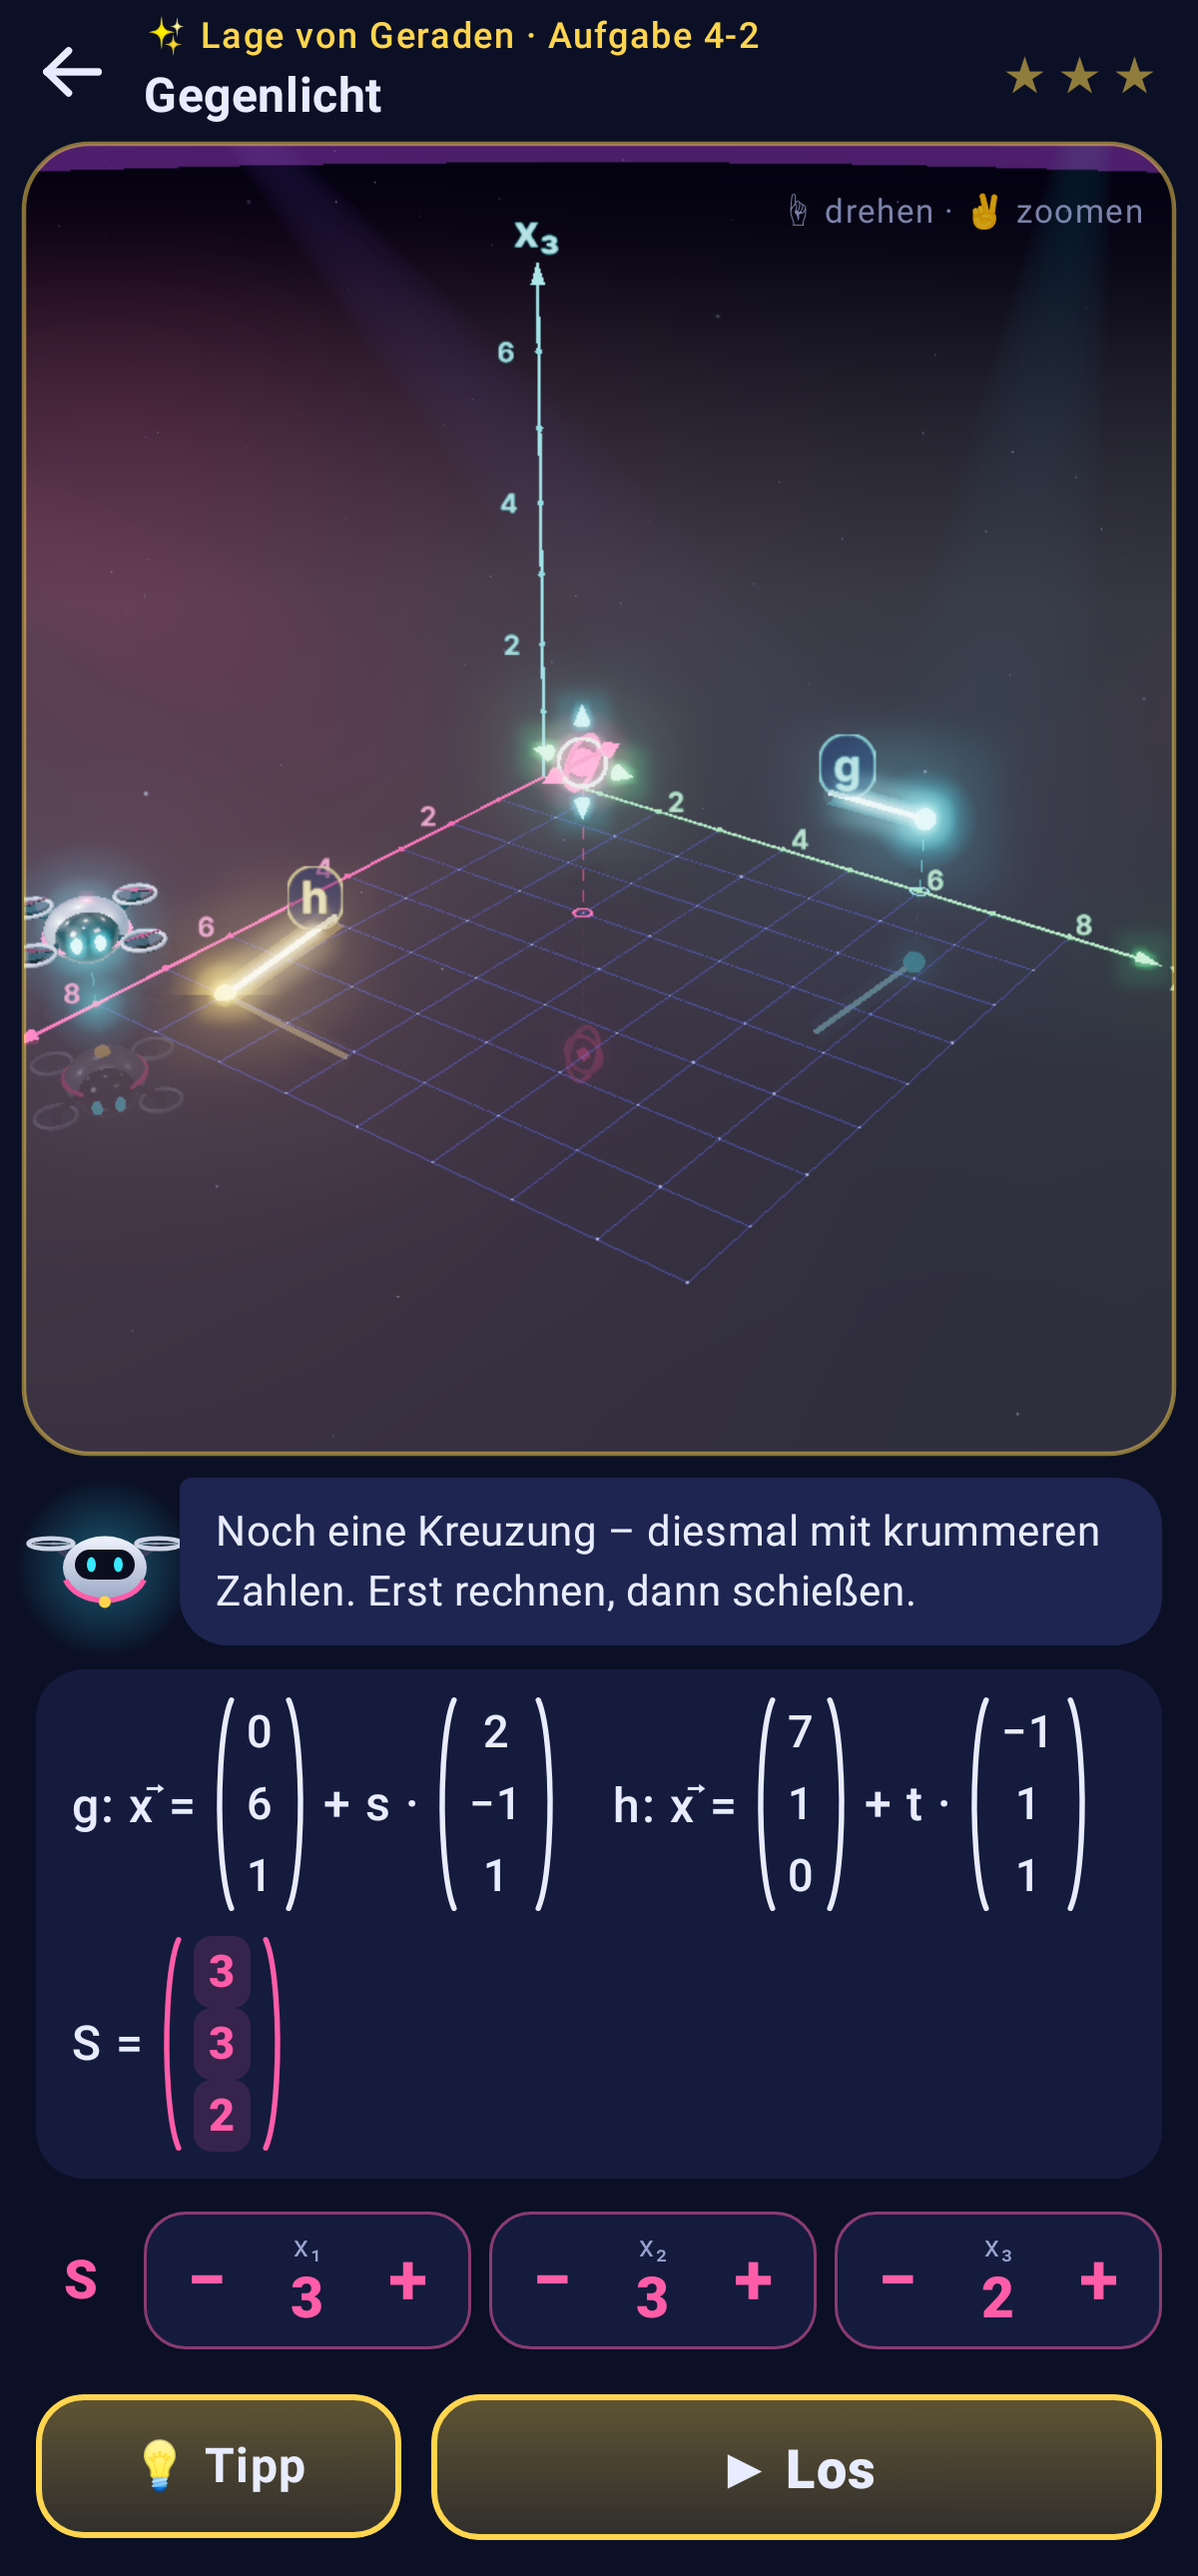 ✨ Lage von Geraden · Aufgabe 4-2
Gegenlicht
★ ★ ★
☝ drehen · ✌ zoomen
x₃
6
4
2
2
4
6
8
2
4
6
8
g
h
Noch eine Kreuzung – diesmal mit krummeren
Zahlen. Erst rechnen, dann schießen.
g: x⃗ = (0 6 1) + s · (2 −1 1) h: x⃗ = (7 1 0) + t · (−1 1 1)
S = (3 3 2)
S x₁ − 3 + x₂ − 3 + x₃ − 2 +
💡 Tipp ▶ Los